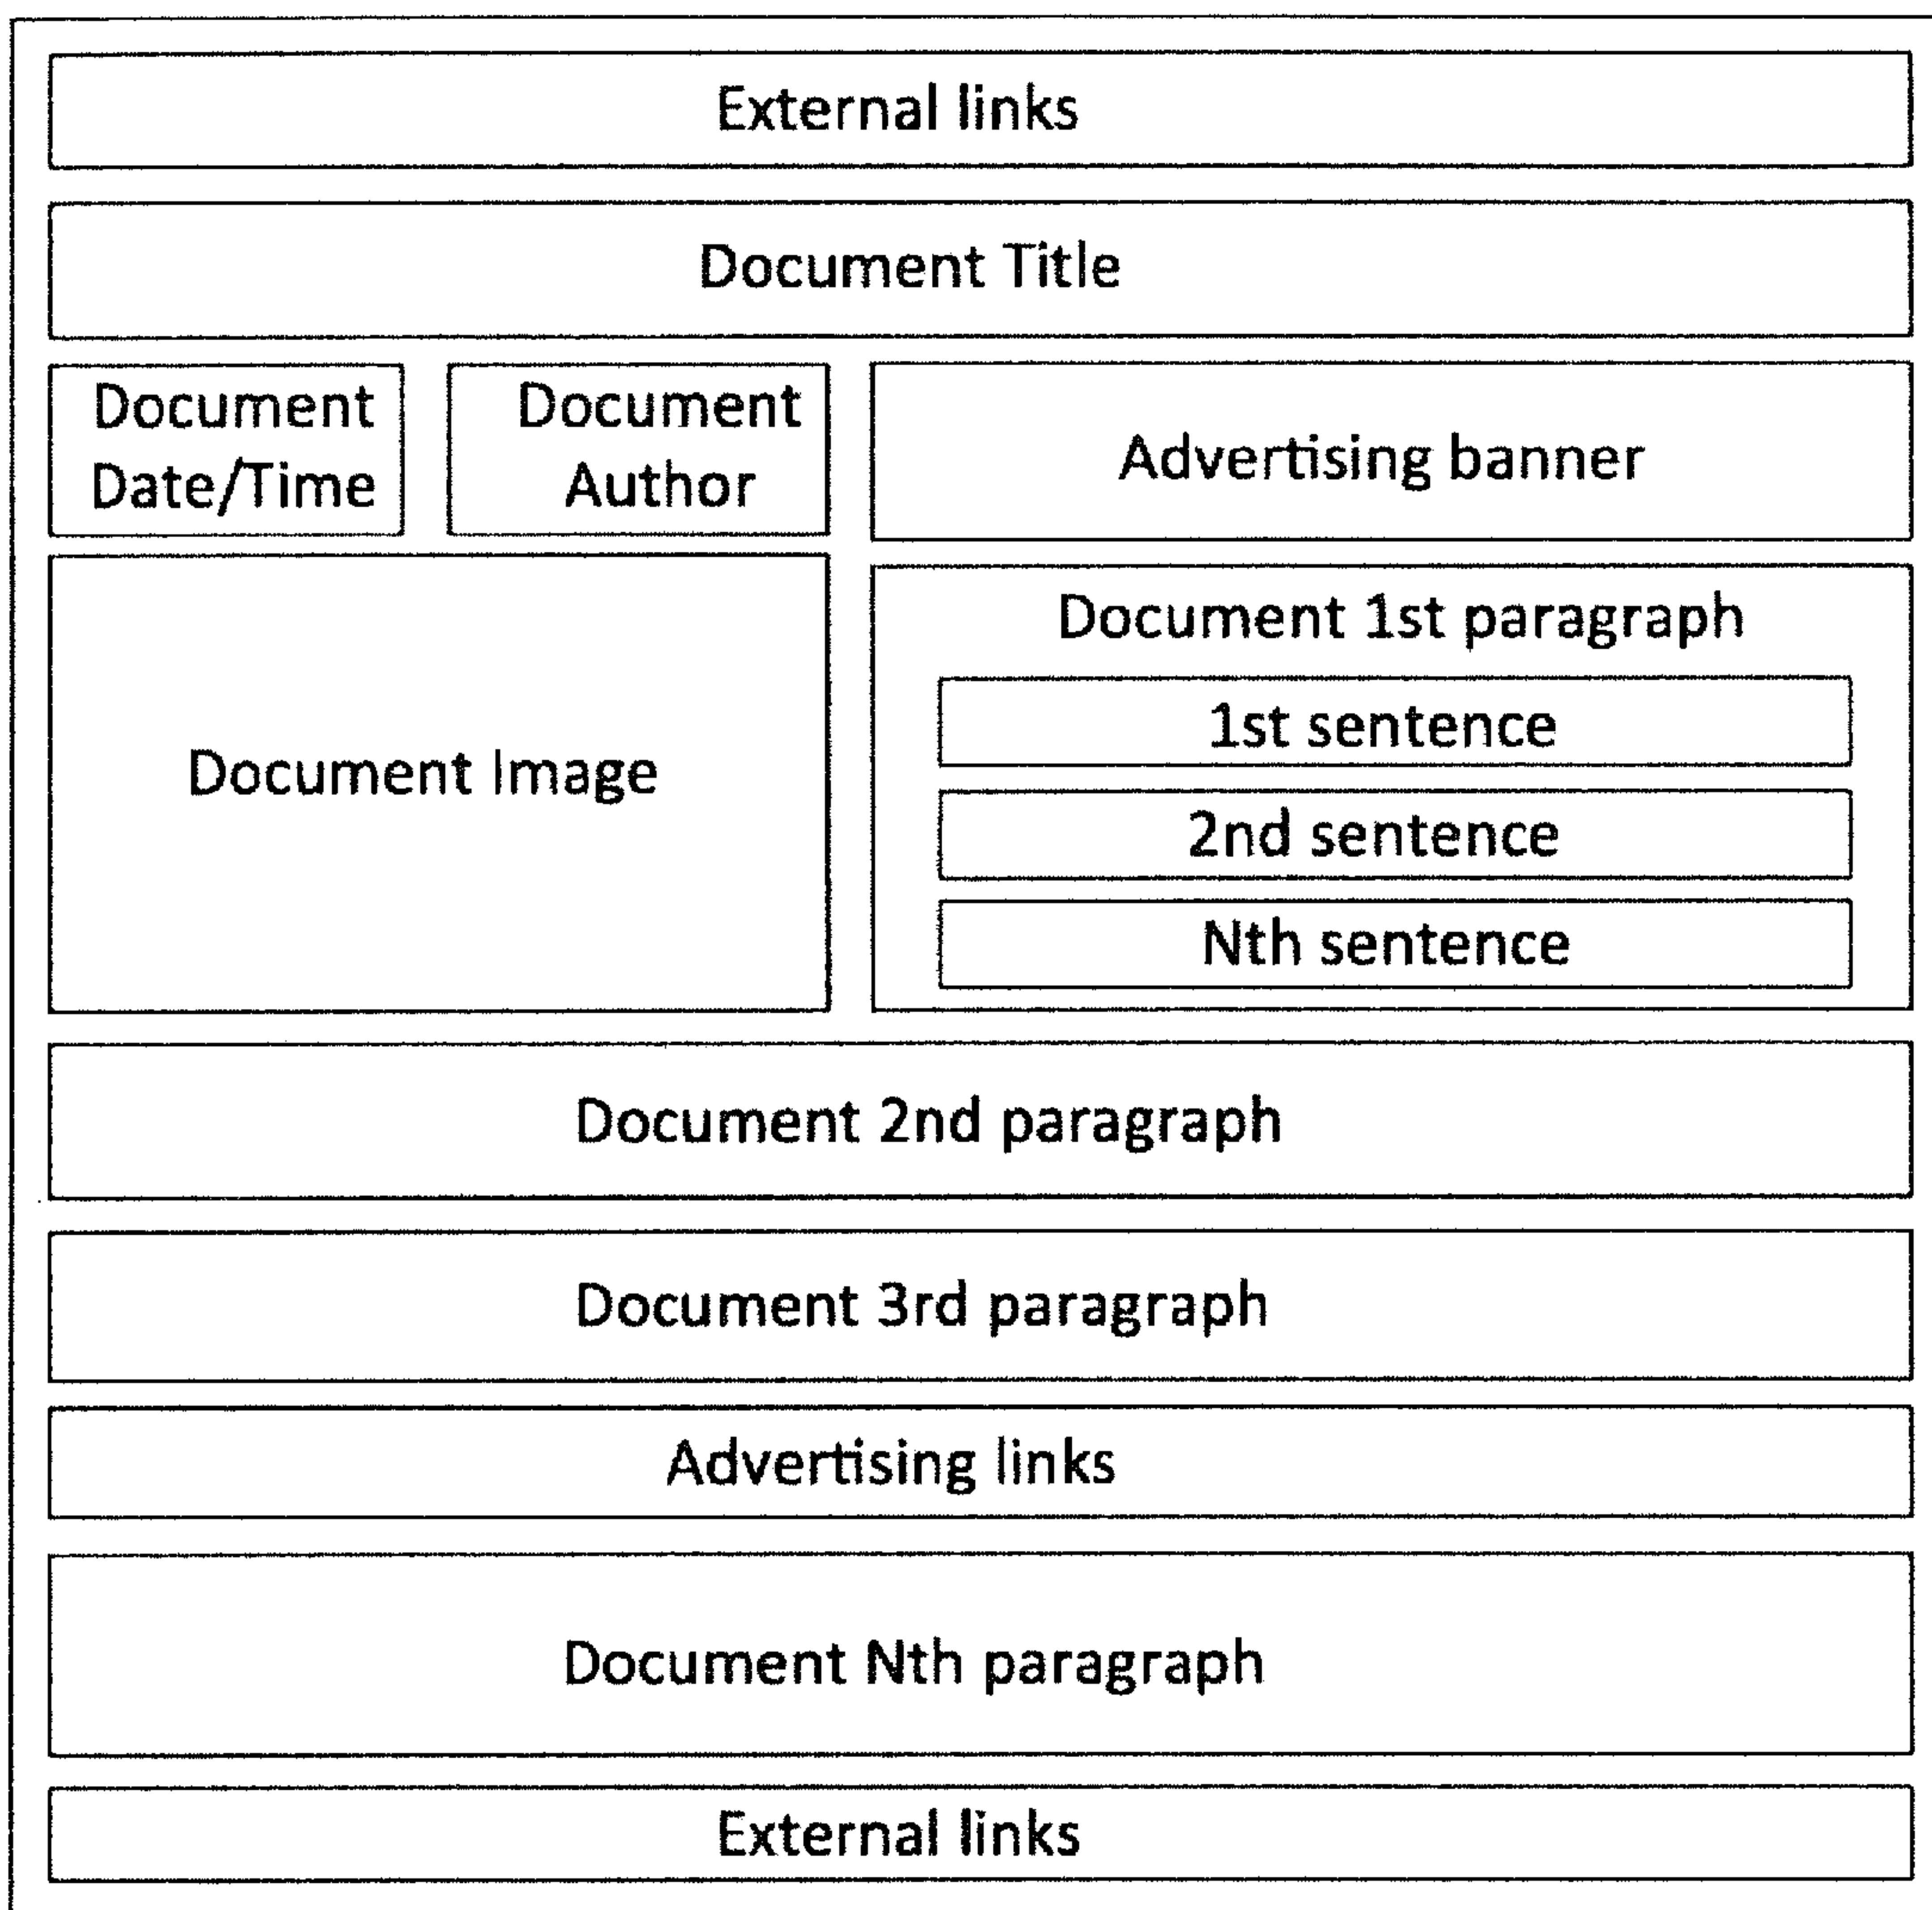 External links
Document Title
Document
Date/Time
Document
Author
Advertising banner
Document Image
Document 1st paragraph
1st sentence
2nd sentence
Nth sentence
Document 2nd paragraph
Document 3rd paragraph
Advertising links
Document Nth paragraph
External links